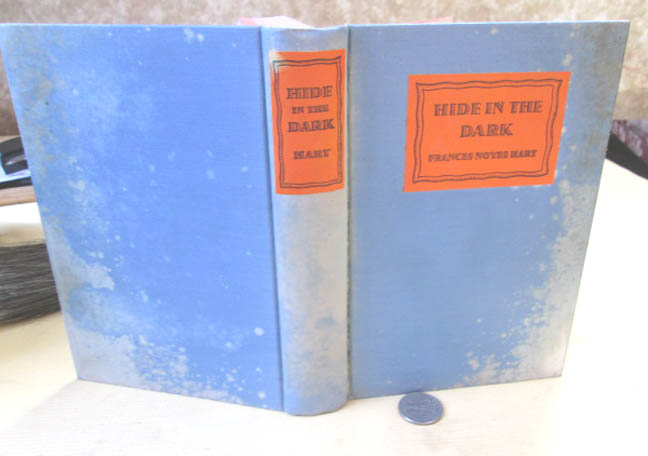 HIDE
IN THE
DARK
HART
HIDE IN THE
DARK
FRANCES NOYES HART